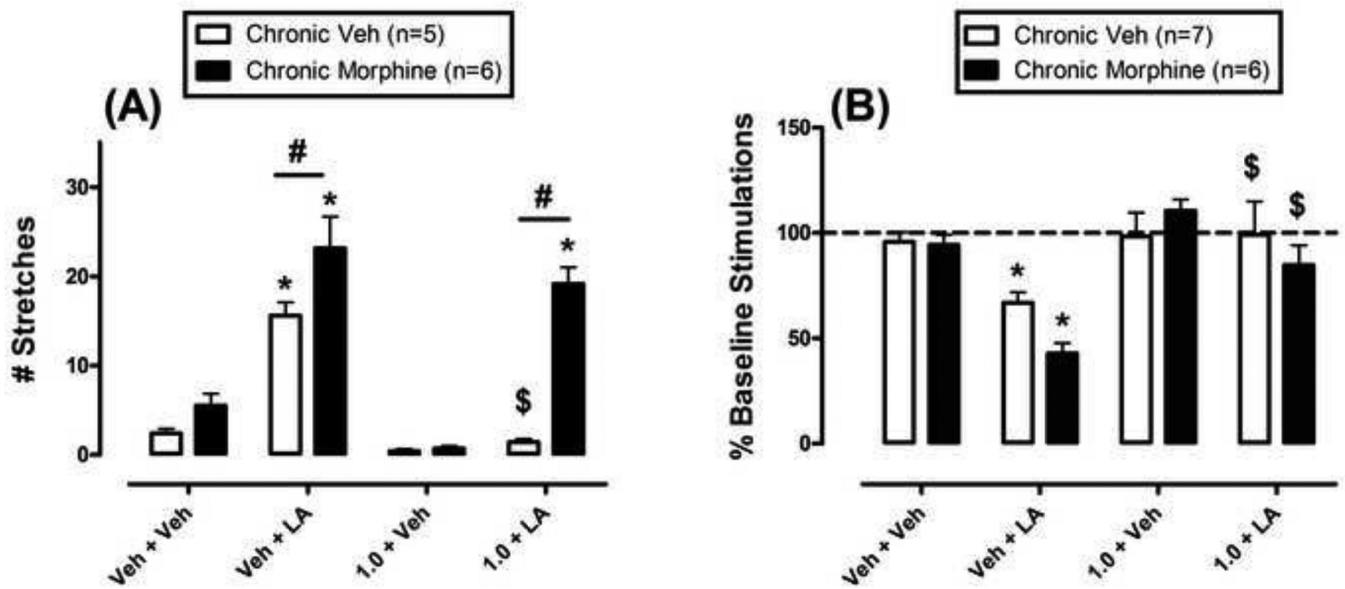 Chronic Veh (n=5)
Chronic Morphine (n=6)
(A)
# Stretches
30
20
10
0
#
*
*
#
*
$
Veh + Veh
Veh + LA
1.0 + Veh
1.0 + LA
Chronic Veh (n=7)
Chronic Morphine (n=6)
(B)
% Baseline Stimulations
150
100
50
0
*
*
$
$
Veh + Veh
Veh + LA
1.0 + Veh
1.0 + LA